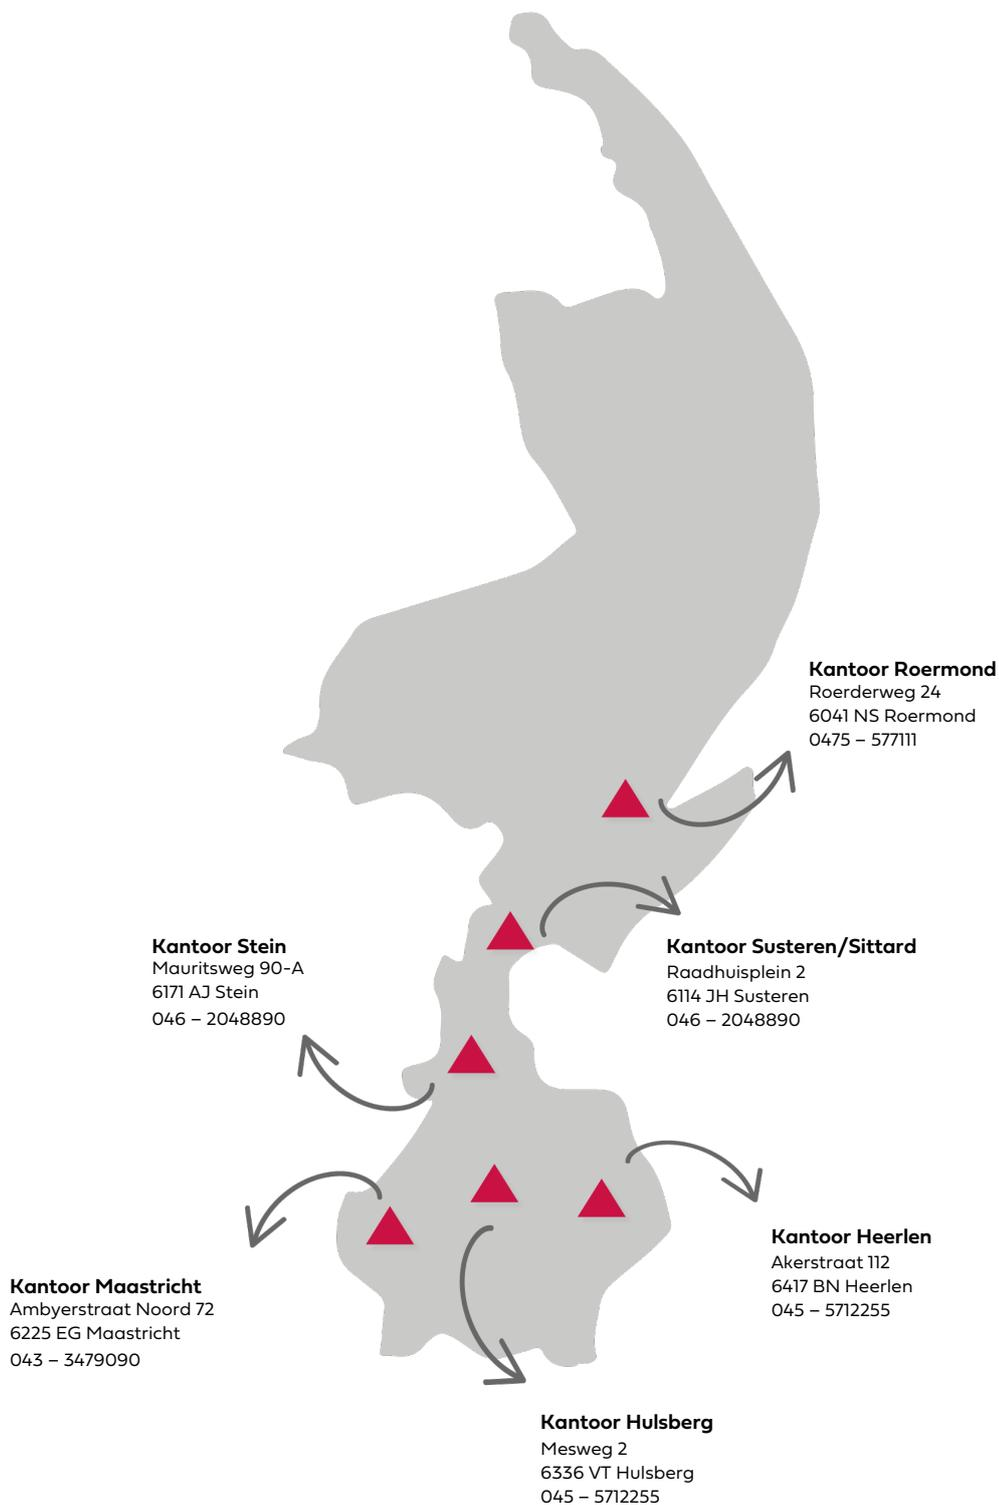 Kantoor Roermond
Roerderweg 24
6041 NS Roermond
0475 – 577111
Kantoor Stein
Mauritsweg 90-A
6171 AJ Stein
046 – 2048890
Kantoor Susteren/Sittard
Raadhuisplein 2
6114 JH Susteren
046 – 2048890
Kantoor Heerlen
Akerstraat 112
6417 BN Heerlen
045 – 5712255
Kantoor Maastricht
Ambyerstraat Noord 72
6225 EG Maastricht
043 – 3479090
Kantoor Hulsberg
Mesweg 2
6336 VT Hulsberg
045 – 5712255